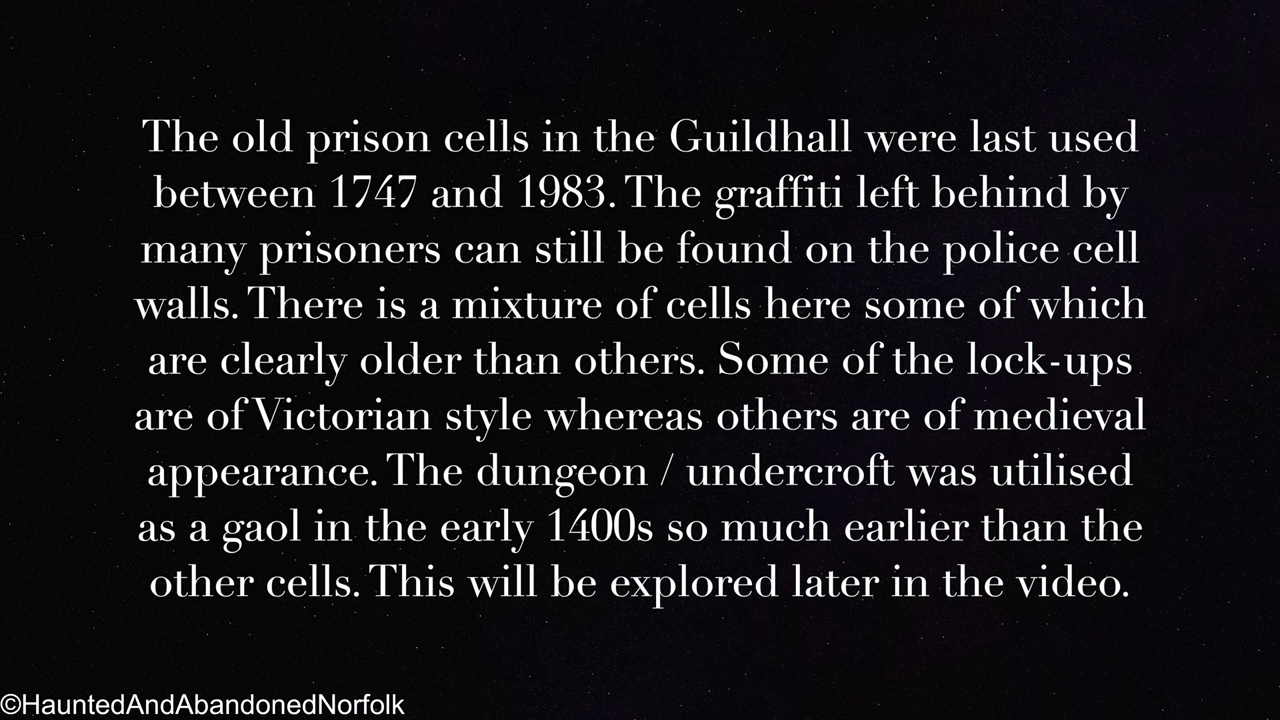 The old prison cells in the Guildhall were last used
between 1747 and 1983. The graffiti left behind by
many prisoners can still be found on the police cell
walls. There is a mixture of cells here some of which
are clearly older than others. Some of the lock-ups
are of Victorian style whereas others are of medieval
appearance. The dungeon / undercroft was utilised
as a gaol in the early 1400s so much earlier than the
other cells. This will be explored later in the video.
©HauntedAndAbandonedNorfolk